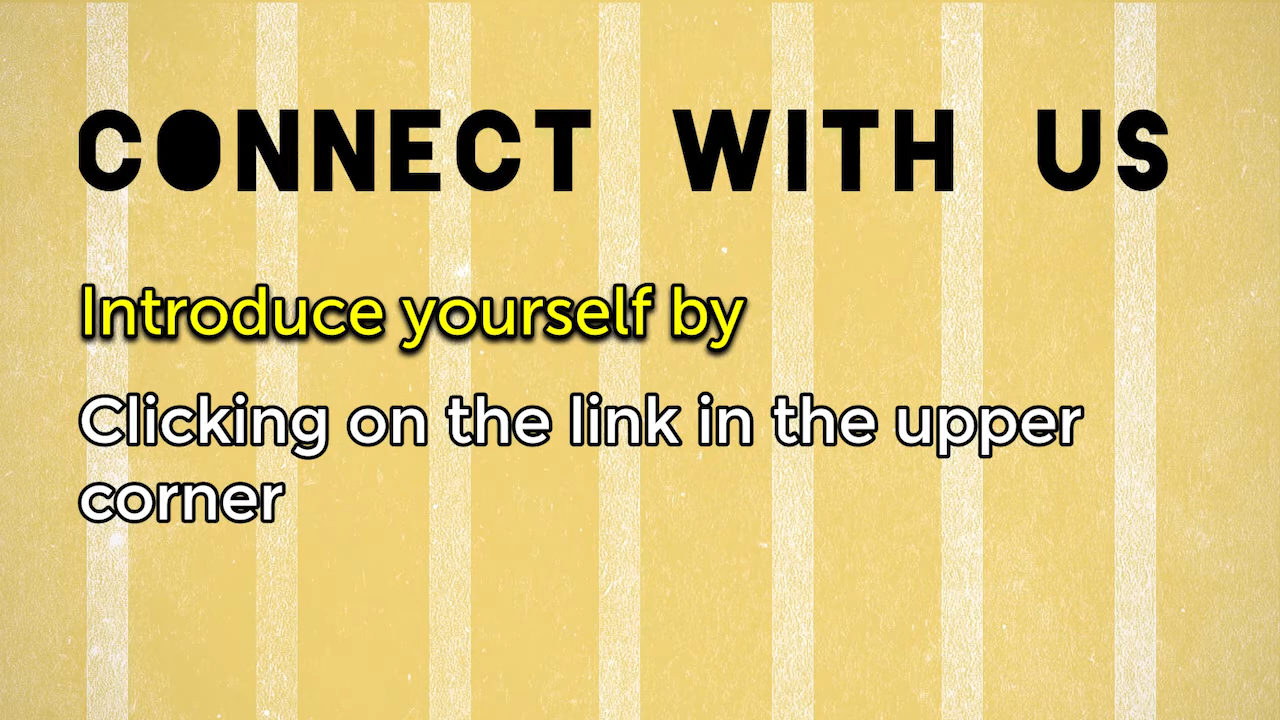 CONNECT WITH US
Introduce yourself by
Clicking on the link in the upper
corner